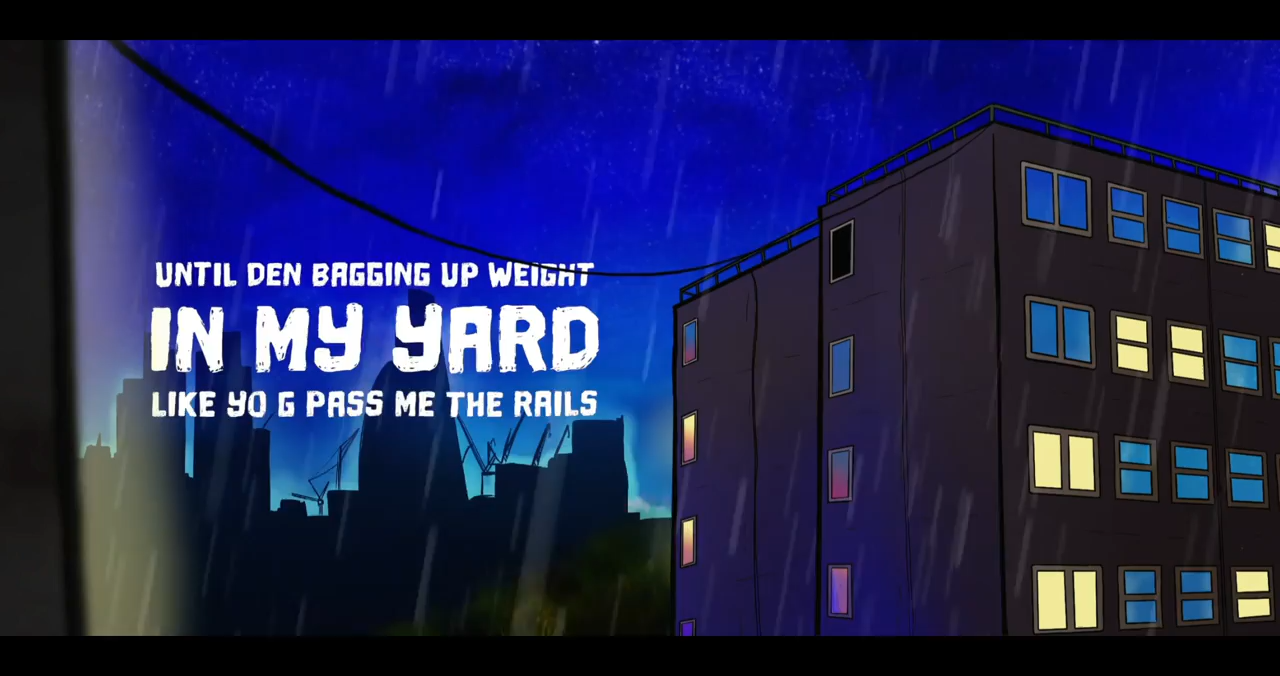 UNTIL DEN BAGGING UP WEIGHT
IN MY YARD
LIKE YO G PASS ME THE RAILS